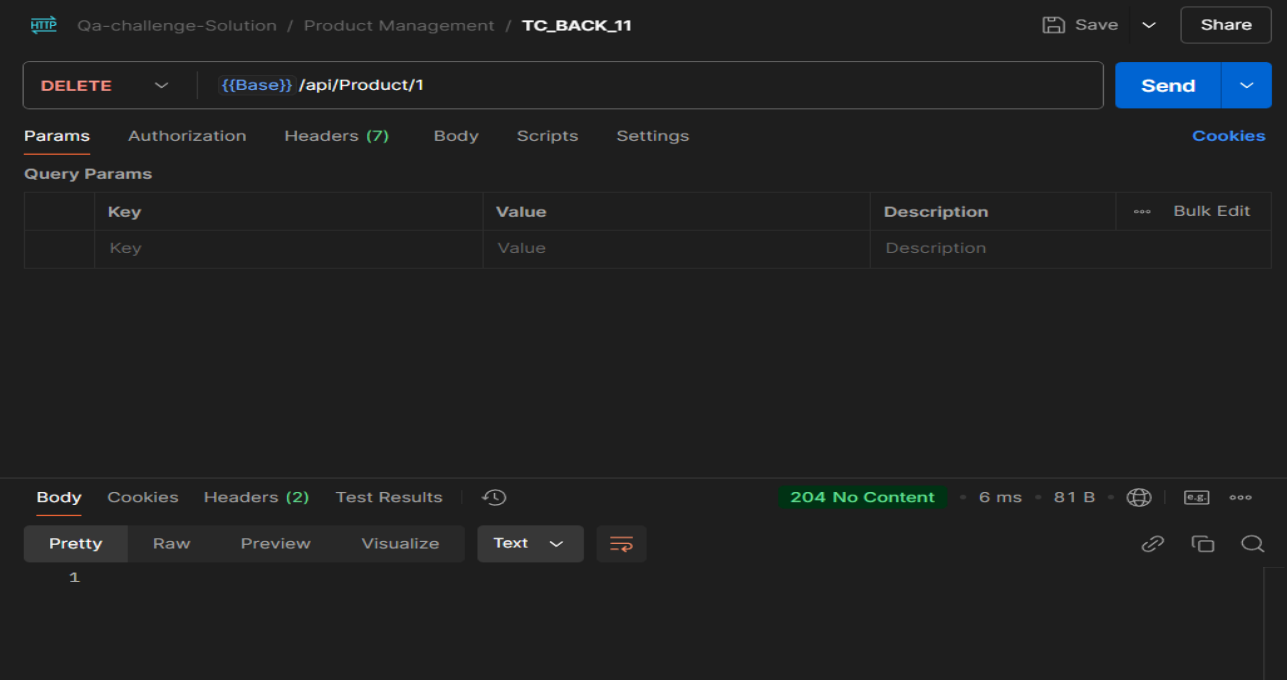 HTTP Qa-challenge-Solution / Product Management / TC_BACK_11 Save Share
DELETE {{Base}} /api/Product/1 Send
Params Authorization Headers (7) Body Scripts Settings Cookies
Query Params
Key Value Description Bulk Edit
Key Value Description
Body Cookies Headers (2) Test Results 204 No Content 6 ms 81 B e.g.
Pretty Raw Preview Visualize Text
1